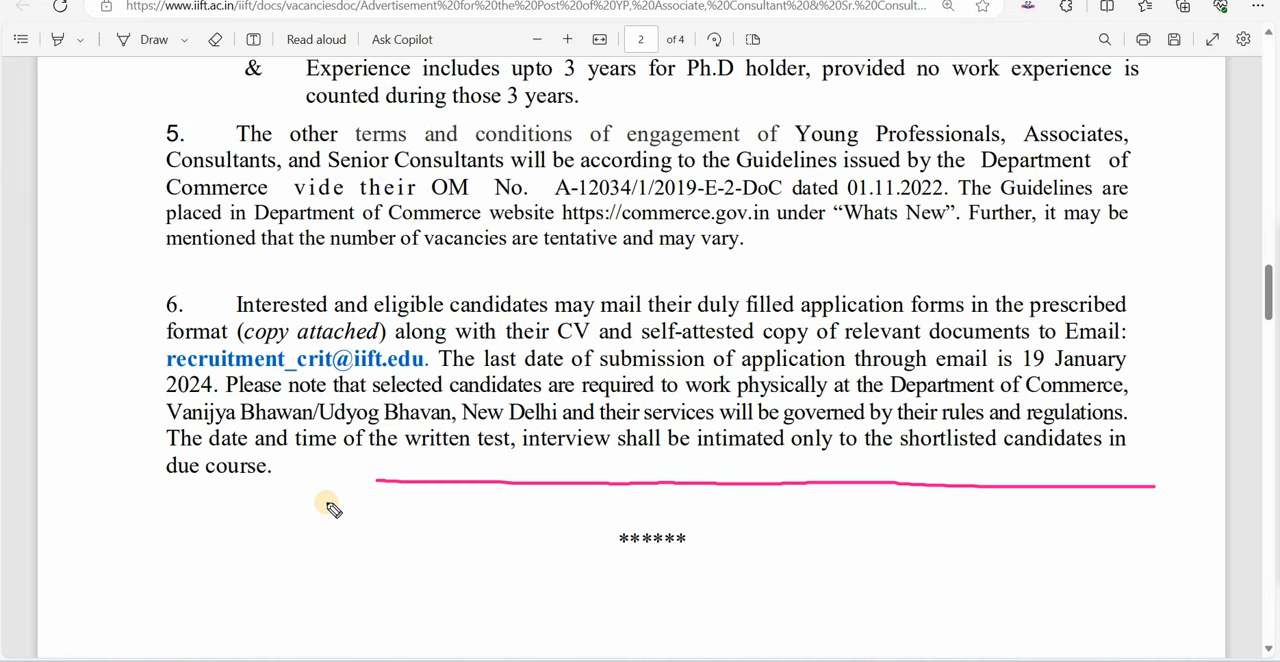 https://www.iift.ac.in/iift/docs/vacanciesdoc/Advertisement%20for%20the%20Post%20of%20YP,%20Associate,%20Consultant%20&%20Sr.%20Consult...
Draw
Read aloud
Ask Copilot
2
of 4
& Experience includes upto 3 years for Ph.D holder, provided no work experience is
counted during those 3 years.
5. The other terms and conditions of engagement of Young Professionals, Associates,
Consultants, and Senior Consultants will be according to the Guidelines issued by the Department of
Commerce vide their OM No. A-12034/1/2019-E-2-DoC dated 01.11.2022. The Guidelines are
placed in Department of Commerce website https://commerce.gov.in under “Whats New”. Further, it may be
mentioned that the number of vacancies are tentative and may vary.
6. Interested and eligible candidates may mail their duly filled application forms in the prescribed
format (copy attached) along with their CV and self-attested copy of relevant documents to Email:
recruitment_crit@iift.edu. The last date of submission of application through email is 19 January
2024. Please note that selected candidates are required to work physically at the Department of Commerce,
Vanijya Bhawan/Udyog Bhavan, New Delhi and their services will be governed by their rules and regulations.
The date and time of the written test, interview shall be intimated only to the shortlisted candidates in
due course.
******